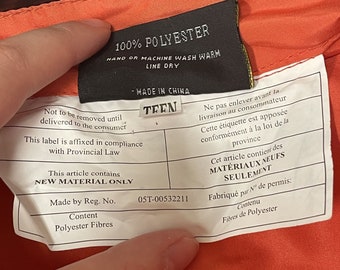 100% POLYESTER
HAND OR MACHINE WASH WARM
LINE DRY
MADE IN CHINA
TEEN
Not to be removed until
delivered to the consumer
This label is affixed in compliance
with Provincial Law
This article contains
NEW MATERIAL ONLY
Made by Reg. No. 05T-00532211
Content
Polyester Fibres
Ne pas enlever avant
livraison au consommateur
Cette étiquette est apposée
conformément à la loi de la
province
Cet article contient des
MATÉRIAUX NEUFS
SEULEMENT
Fabriqué par N° de permis:
Contenu
Fibres de Polyester